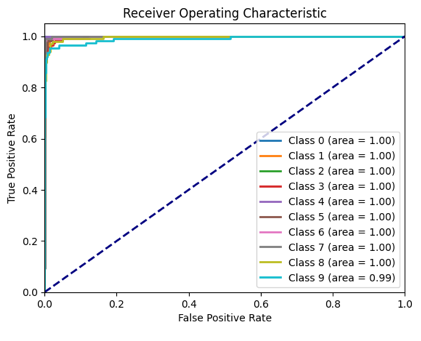 Receiver Operating Characteristic
True Positive Rate
1.0
0.8
0.6
0.4
0.2
0.0
Class 0 (area = 1.00)
Class 1 (area = 1.00)
Class 2 (area = 1.00)
Class 3 (area = 1.00)
Class 4 (area = 1.00)
Class 5 (area = 1.00)
Class 6 (area = 1.00)
Class 7 (area = 1.00)
Class 8 (area = 1.00)
Class 9 (area = 0.99)
0.0 0.2 0.4 0.6 0.8 1.0
False Positive Rate